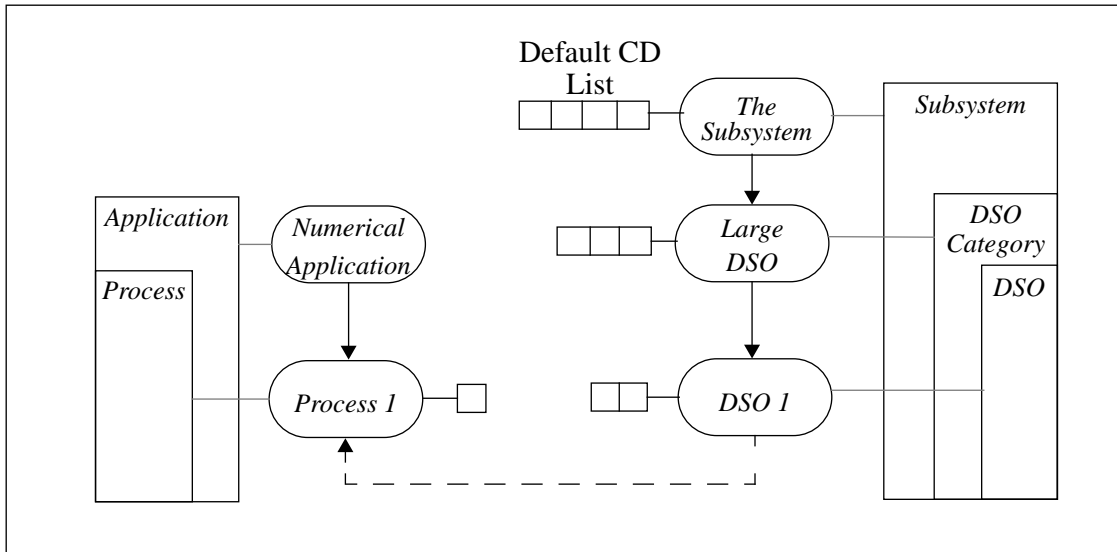 Default CD
List
The
Subsystem
Subsystem
Application
Numerical
Application
Large
DSO
DSO
Category
Process
DSO
Process 1
DSO 1